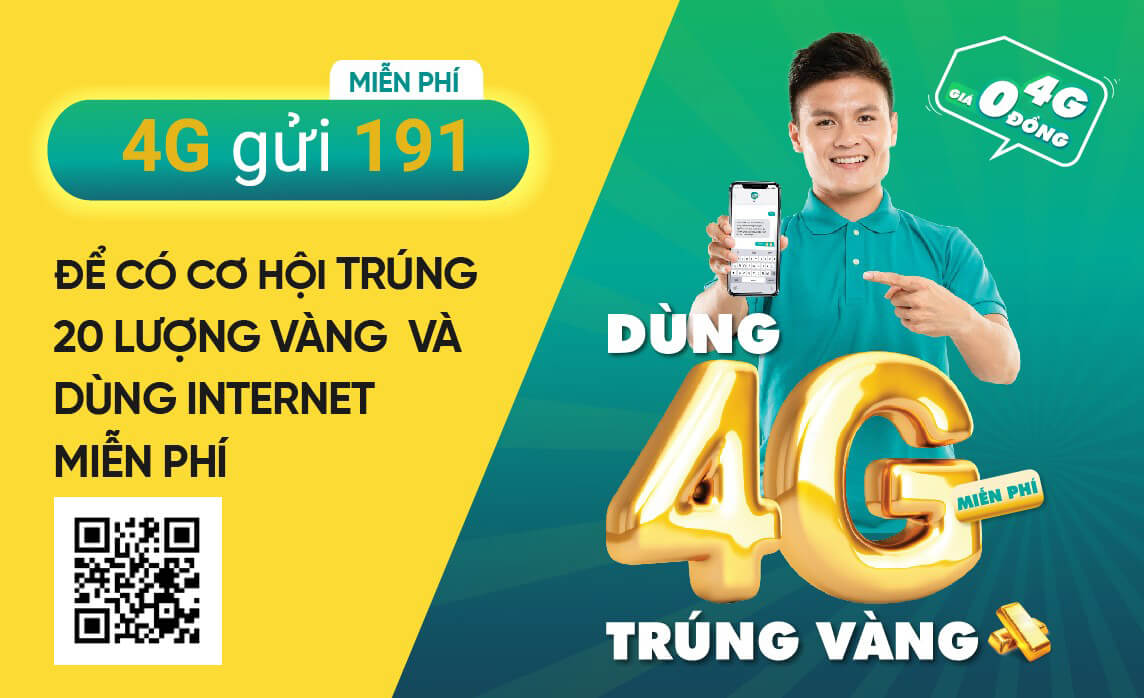 MIỄN PHÍ
4G gửi 191
ĐỂ CÓ CƠ HỘI TRÚNG
20 LƯỢNG VÀNG VÀ
DÙNG INTERNET
MIỄN PHÍ
4G
GIÁ 0 ĐỒNG
DÙNG
4G
MIỄN PHÍ
TRÚNG VÀNG